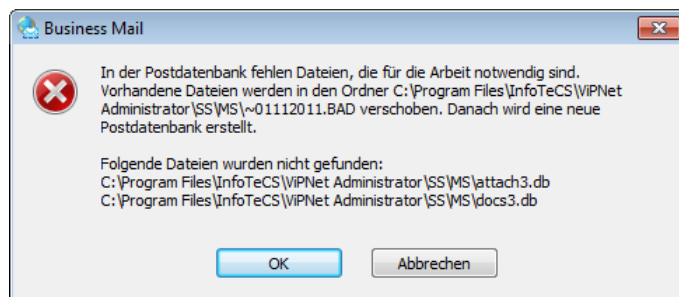 Business Mail
In der Postdatenbank fehlen Dateien, die für die Arbeit notwendig sind.
Vorhandene Dateien werden in den Ordner C:\Program Files\InfoTeCS\ViPNet
Administrator\SS\MS\~01112011.BAD verschoben. Danach wird eine neue
Postdatenbank erstellt.
Folgende Dateien wurden nicht gefunden:
C:\Program Files\InfoTeCS\ViPNet Administrator\SS\MS\attach3.db
C:\Program Files\InfoTeCS\ViPNet Administrator\SS\MS\docs3.db
OK
Abbrechen